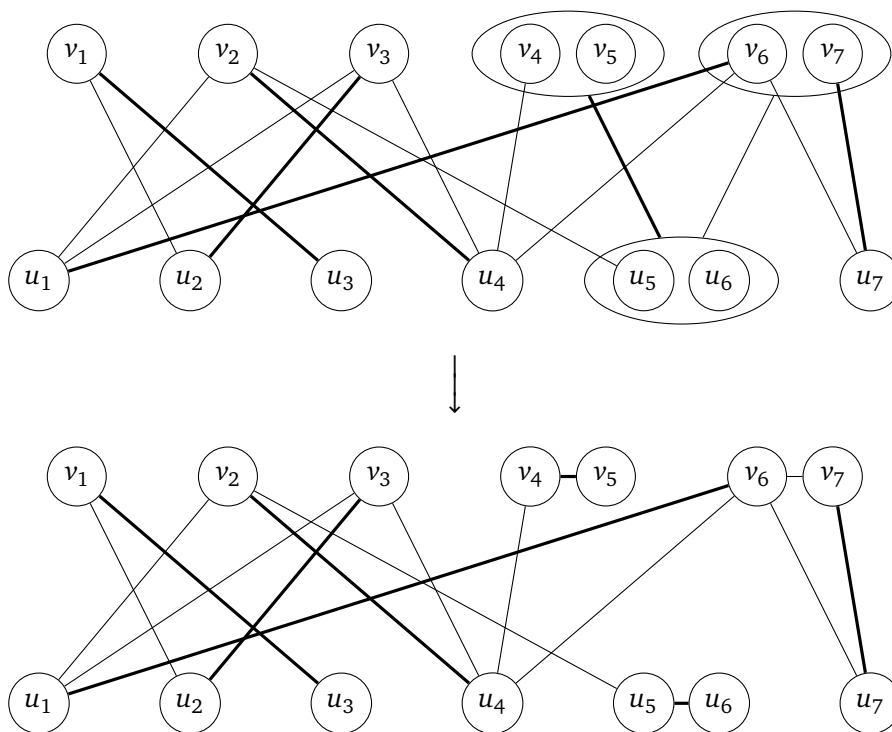 v₁ v₂ v₃ v₄ v₅ v₆ v₇
u₁ u₂ u₃ u₄ u₅ u₆ u₇
v₁ v₂ v₃ v₄ v₅ v₆ v₇
u₁ u₂ u₃ u₄ u₅ u₆ u₇